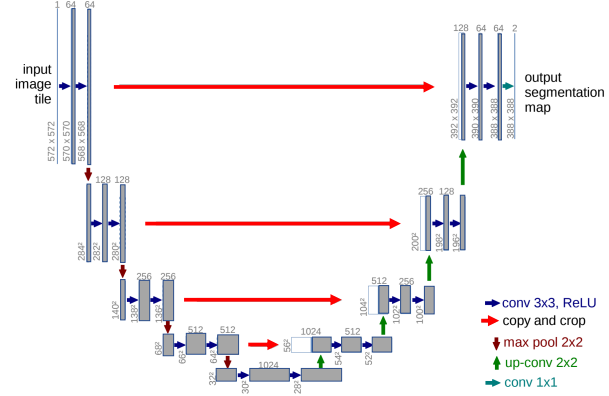 1 64 64
128 64 64 2
input
image
tile
output
segmentation
map
572 x 572
570 x 570
568 x 568
392 x 392
390 x 390
388 x 388
388 x 388
128 128
256 128
284²
282²
280²
200²
198²
196²
256 256
512 256
140²
138²
136²
104²
102²
100²
512 512
1024 512
68²
66²
64²
56²
54²
52²
1024
32²
30²
28²
conv 3x3, ReLU
copy and crop
max pool 2x2
up-conv 2x2
conv 1x1